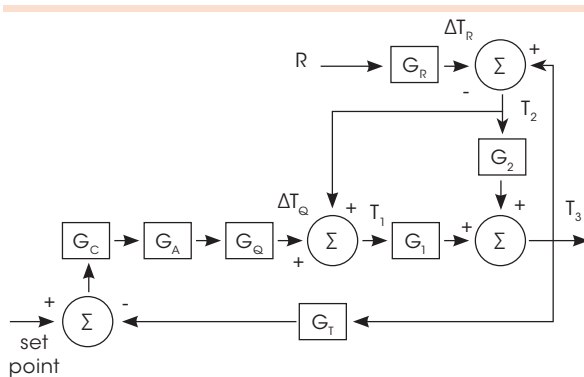 ΔT_R
R
G_R
Σ
+
-
T_2
G_2
ΔT_Q
+
T_1
+
T_3
G_C
G_A
G_Q
+
Σ
G_1
+
Σ
+
Σ
-
G_T
set
point